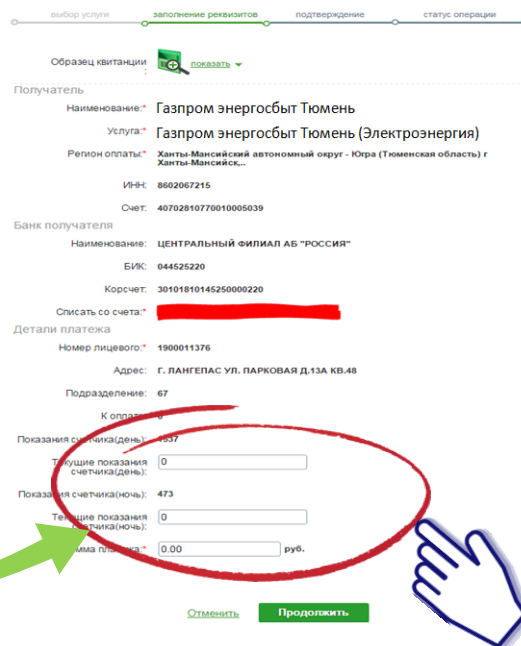 выбор услуги заполнение реквизитов подтверждение статус операции
Образец квитанции показать
:
Получатель
Наименование:* Газпром энергосбыт Тюмень
Услуга:* Газпром энергосбыт Тюмень (Электроэнергия)
Регион оплаты:* Ханты-Мансийский автономный округ - Югра (Тюменская область) г
Ханты-Мансийск,..
ИНН: 8602067215
Счет: 40702810770010005039
Банк получателя
Наименование: ЦЕНТРАЛЬНЫЙ ФИЛИАЛ АБ "РОССИЯ"
БИК: 044525220
Корсчет: 30101810145250000220
Списать со счета:*
Детали платежа
Номер лицевого:* 1900011376
Адрес: Г. ЛАНГЕПАС УЛ. ПАРКОВАЯ Д.13А КВ.48
Подразделение: 67
К оплате:
Показания счетчика(день):
Текущие показания 0
счетчика(день):
Показания счетчика(ночь): 473
Текущие показания 0
счетчика(ночь):
платежа:* 0.00 руб.
Отменить Продолжить